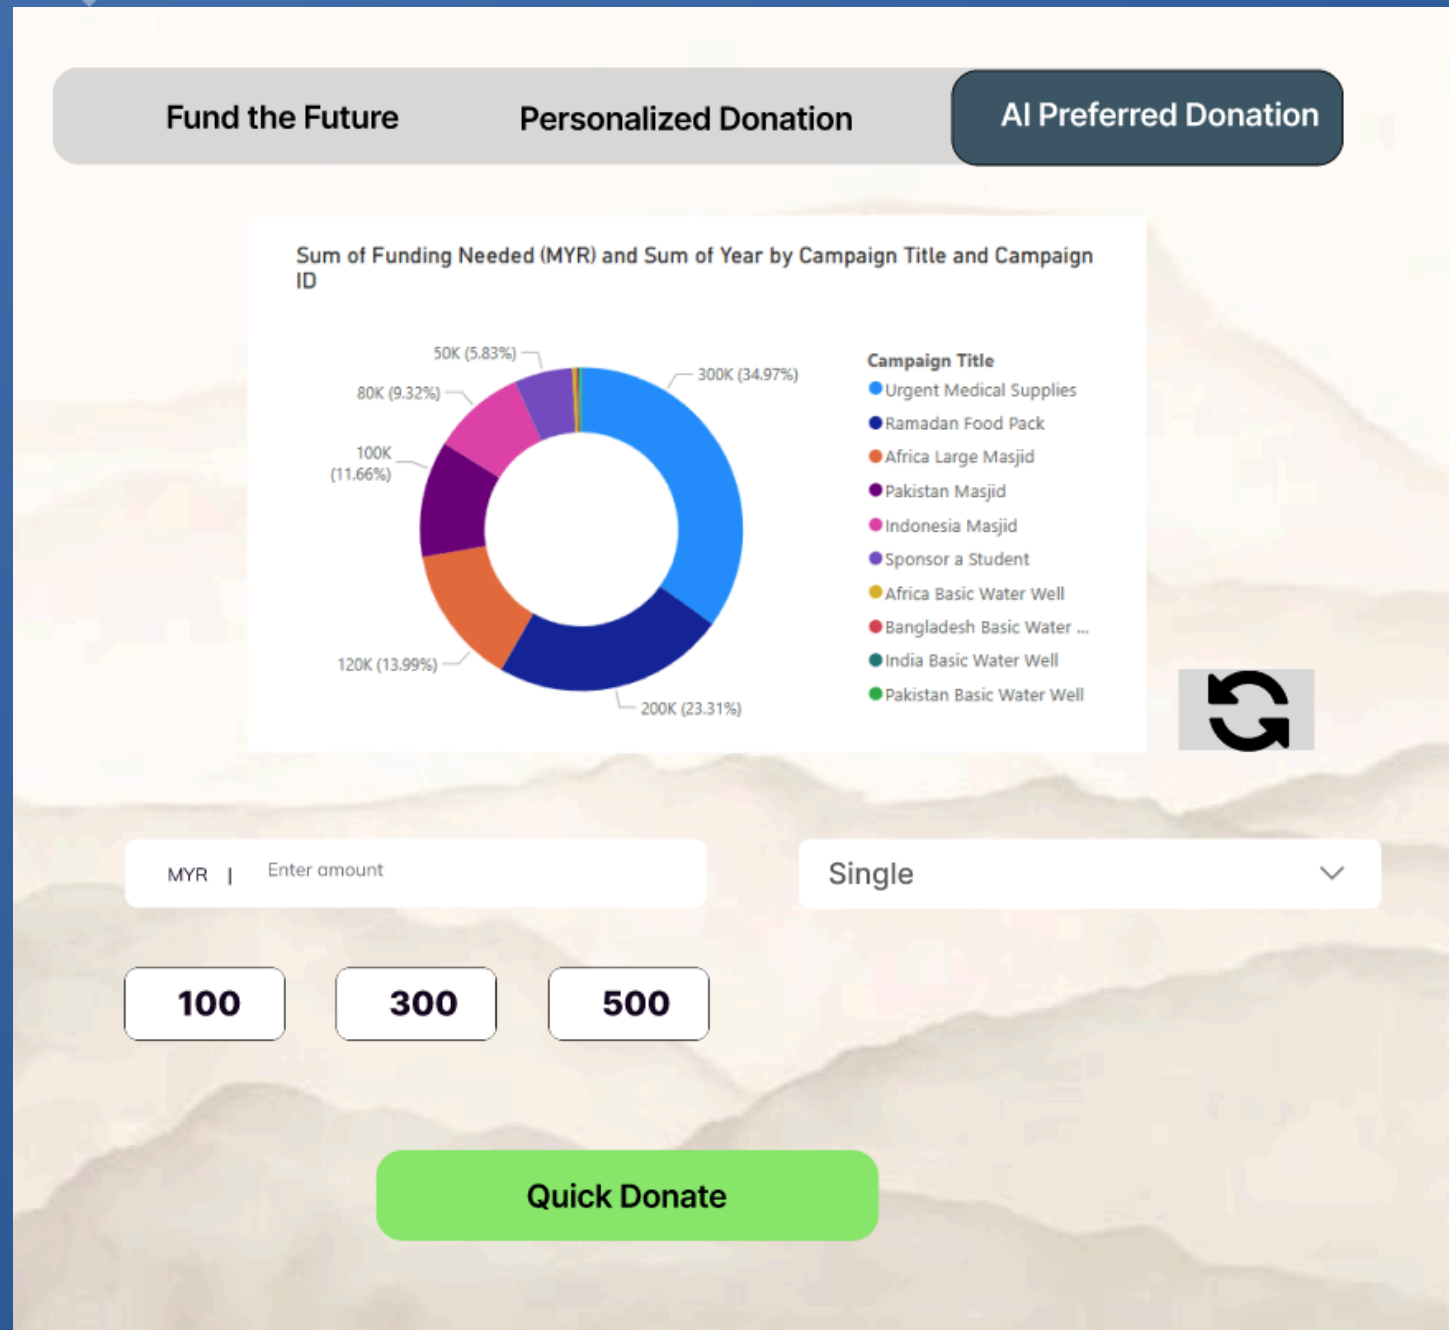 Fund the Future
Personalized Donation
AI Preferred Donation
Sum of Funding Needed (MYR) and Sum of Year by Campaign Title and Campaign
ID
50K (5.83%)
300K (34.97%)
80K (9.32%)
100K
(11.66%)
120K (13.99%)
200K (23.31%)
Campaign Title
Urgent Medical Supplies
Ramadan Food Pack
Africa Large Masjid
Pakistan Masjid
Indonesia Masjid
Sponsor a Student
Africa Basic Water Well
Bangladesh Basic Water ...
India Basic Water Well
Pakistan Basic Water Well
MYR | Enter amount
Single
100
300
500
Quick Donate